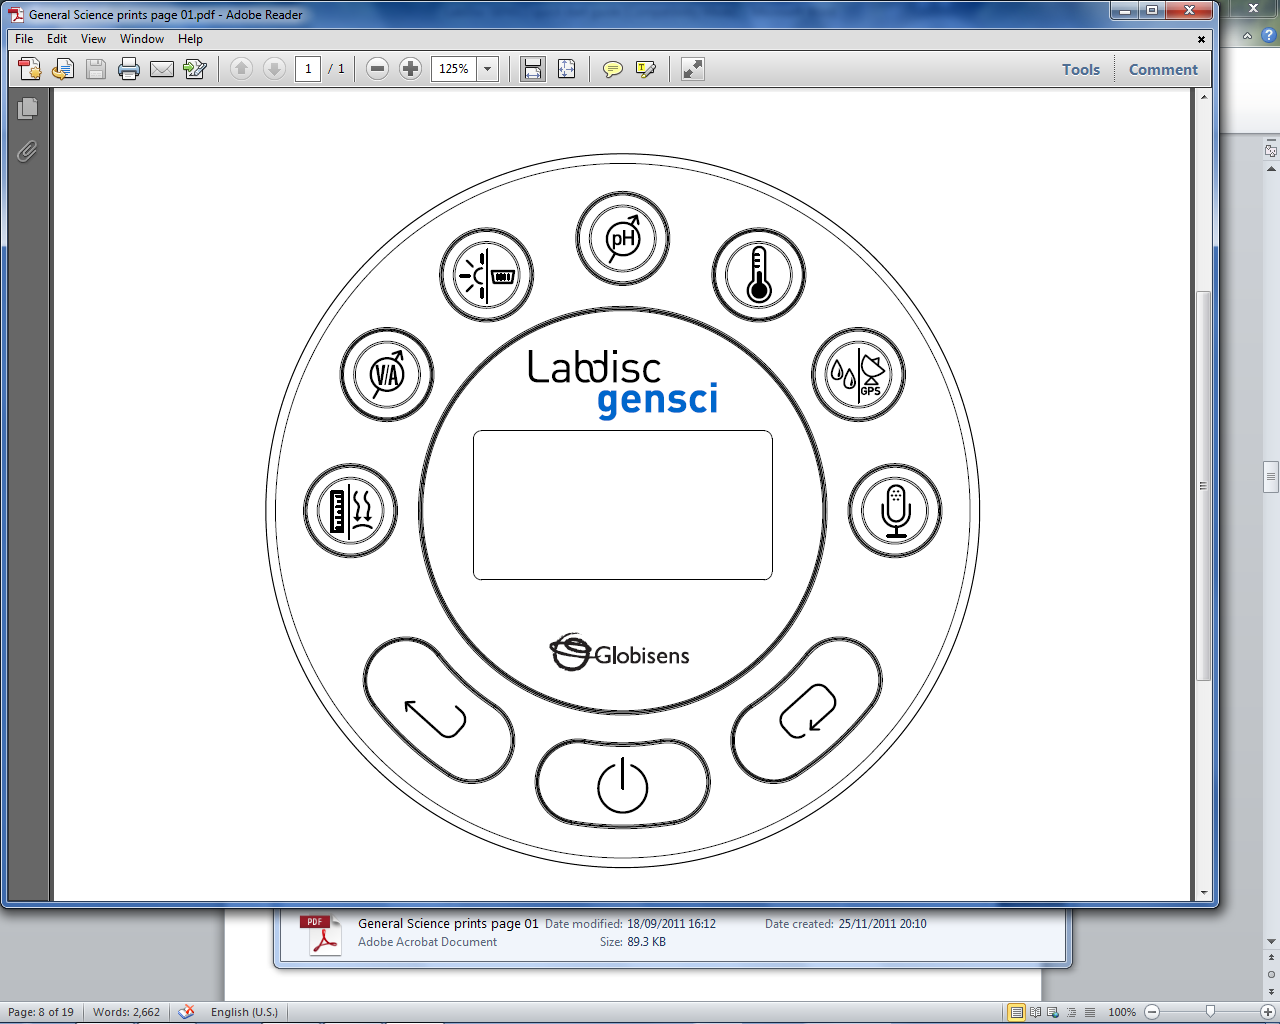 General Science prints page 01.pdf - Adobe Reader
File Edit View Window Help
1 / 1
125%
Tools
Comment
pH
V/A
GPS
Labdisc
gensci
Globisens
PDF
General Science prints page 01 Date modified: 18/09/2011 16:12 Date created: 25/11/2011 20:10
Adobe Acrobat Document Size: 89.3 KB
Page: 8 of 19 Words: 2,662 English (U.S.) 100%